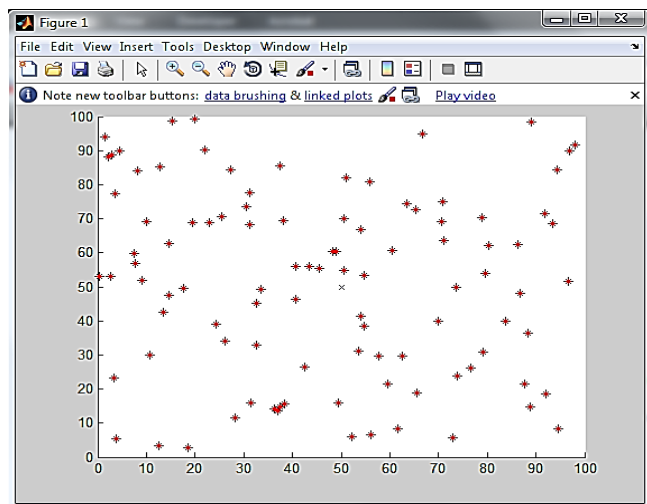 Figure 1
File Edit View Insert Tools Desktop Window Help
Note new toolbar buttons: data brushing & linked plots Play video
100
90
80
70
60
50
40
30
20
10
0
0 10 20 30 40 50 60 70 80 90 100